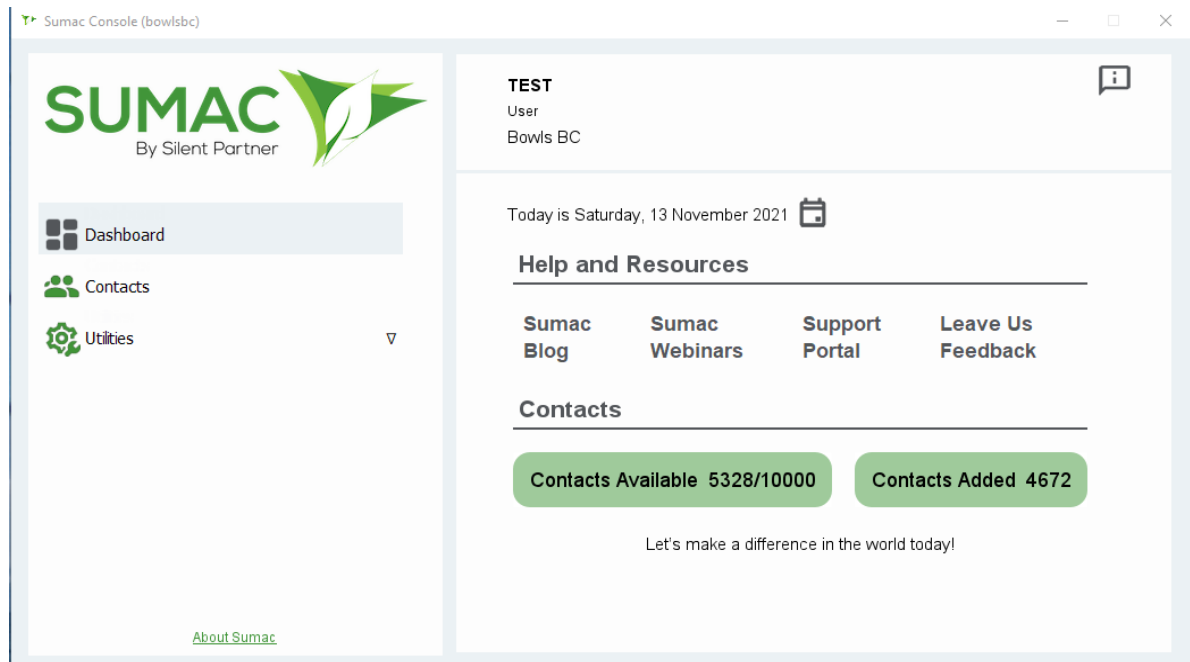 Sumac Console (bowlsbc)
SUMAC
By Silent Partner
Dashboard
Contacts
Utilities
About Sumac
TEST
User
Bowls BC
Today is Saturday, 13 November 2021
Help and Resources
Sumac Blog
Sumac Webinars
Support Portal
Leave Us Feedback
Contacts
Contacts Available 5328/10000
Contacts Added 4672
Let's make a difference in the world today!